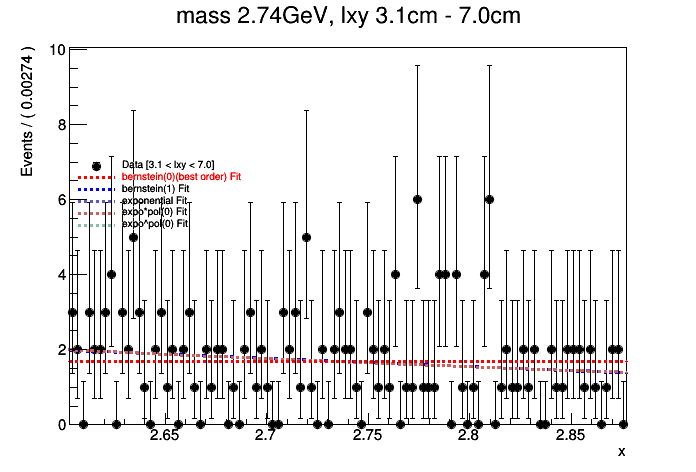 mass 2.74GeV, lxy 3.1cm - 7.0cm
Events / ( 0.00274 )
10
8
6
4
2
0
Data [3.1 < lxy < 7.0]
bernstein(0)(best order) Fit
bernstein(1) Fit
exponential Fit
expo*pol(0) Fit
expo^pol(0) Fit
2.65
2.7
2.75
2.8
2.85
x